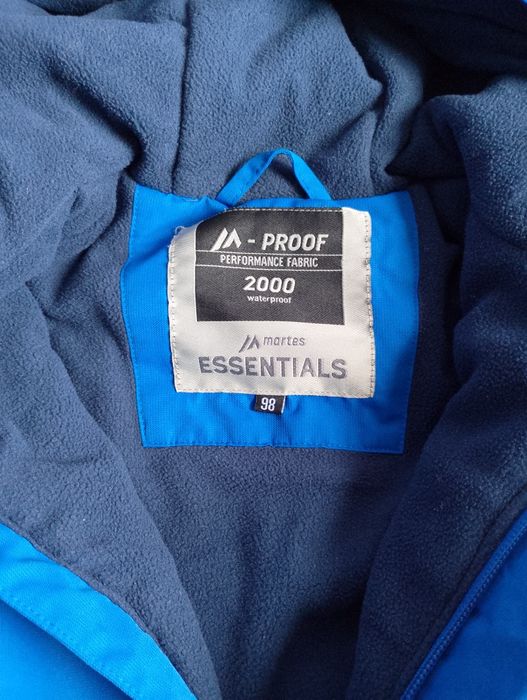 M - PROOF
PERFORMANCE FABRIC
2000
waterproof
martes
ESSENTIALS
98